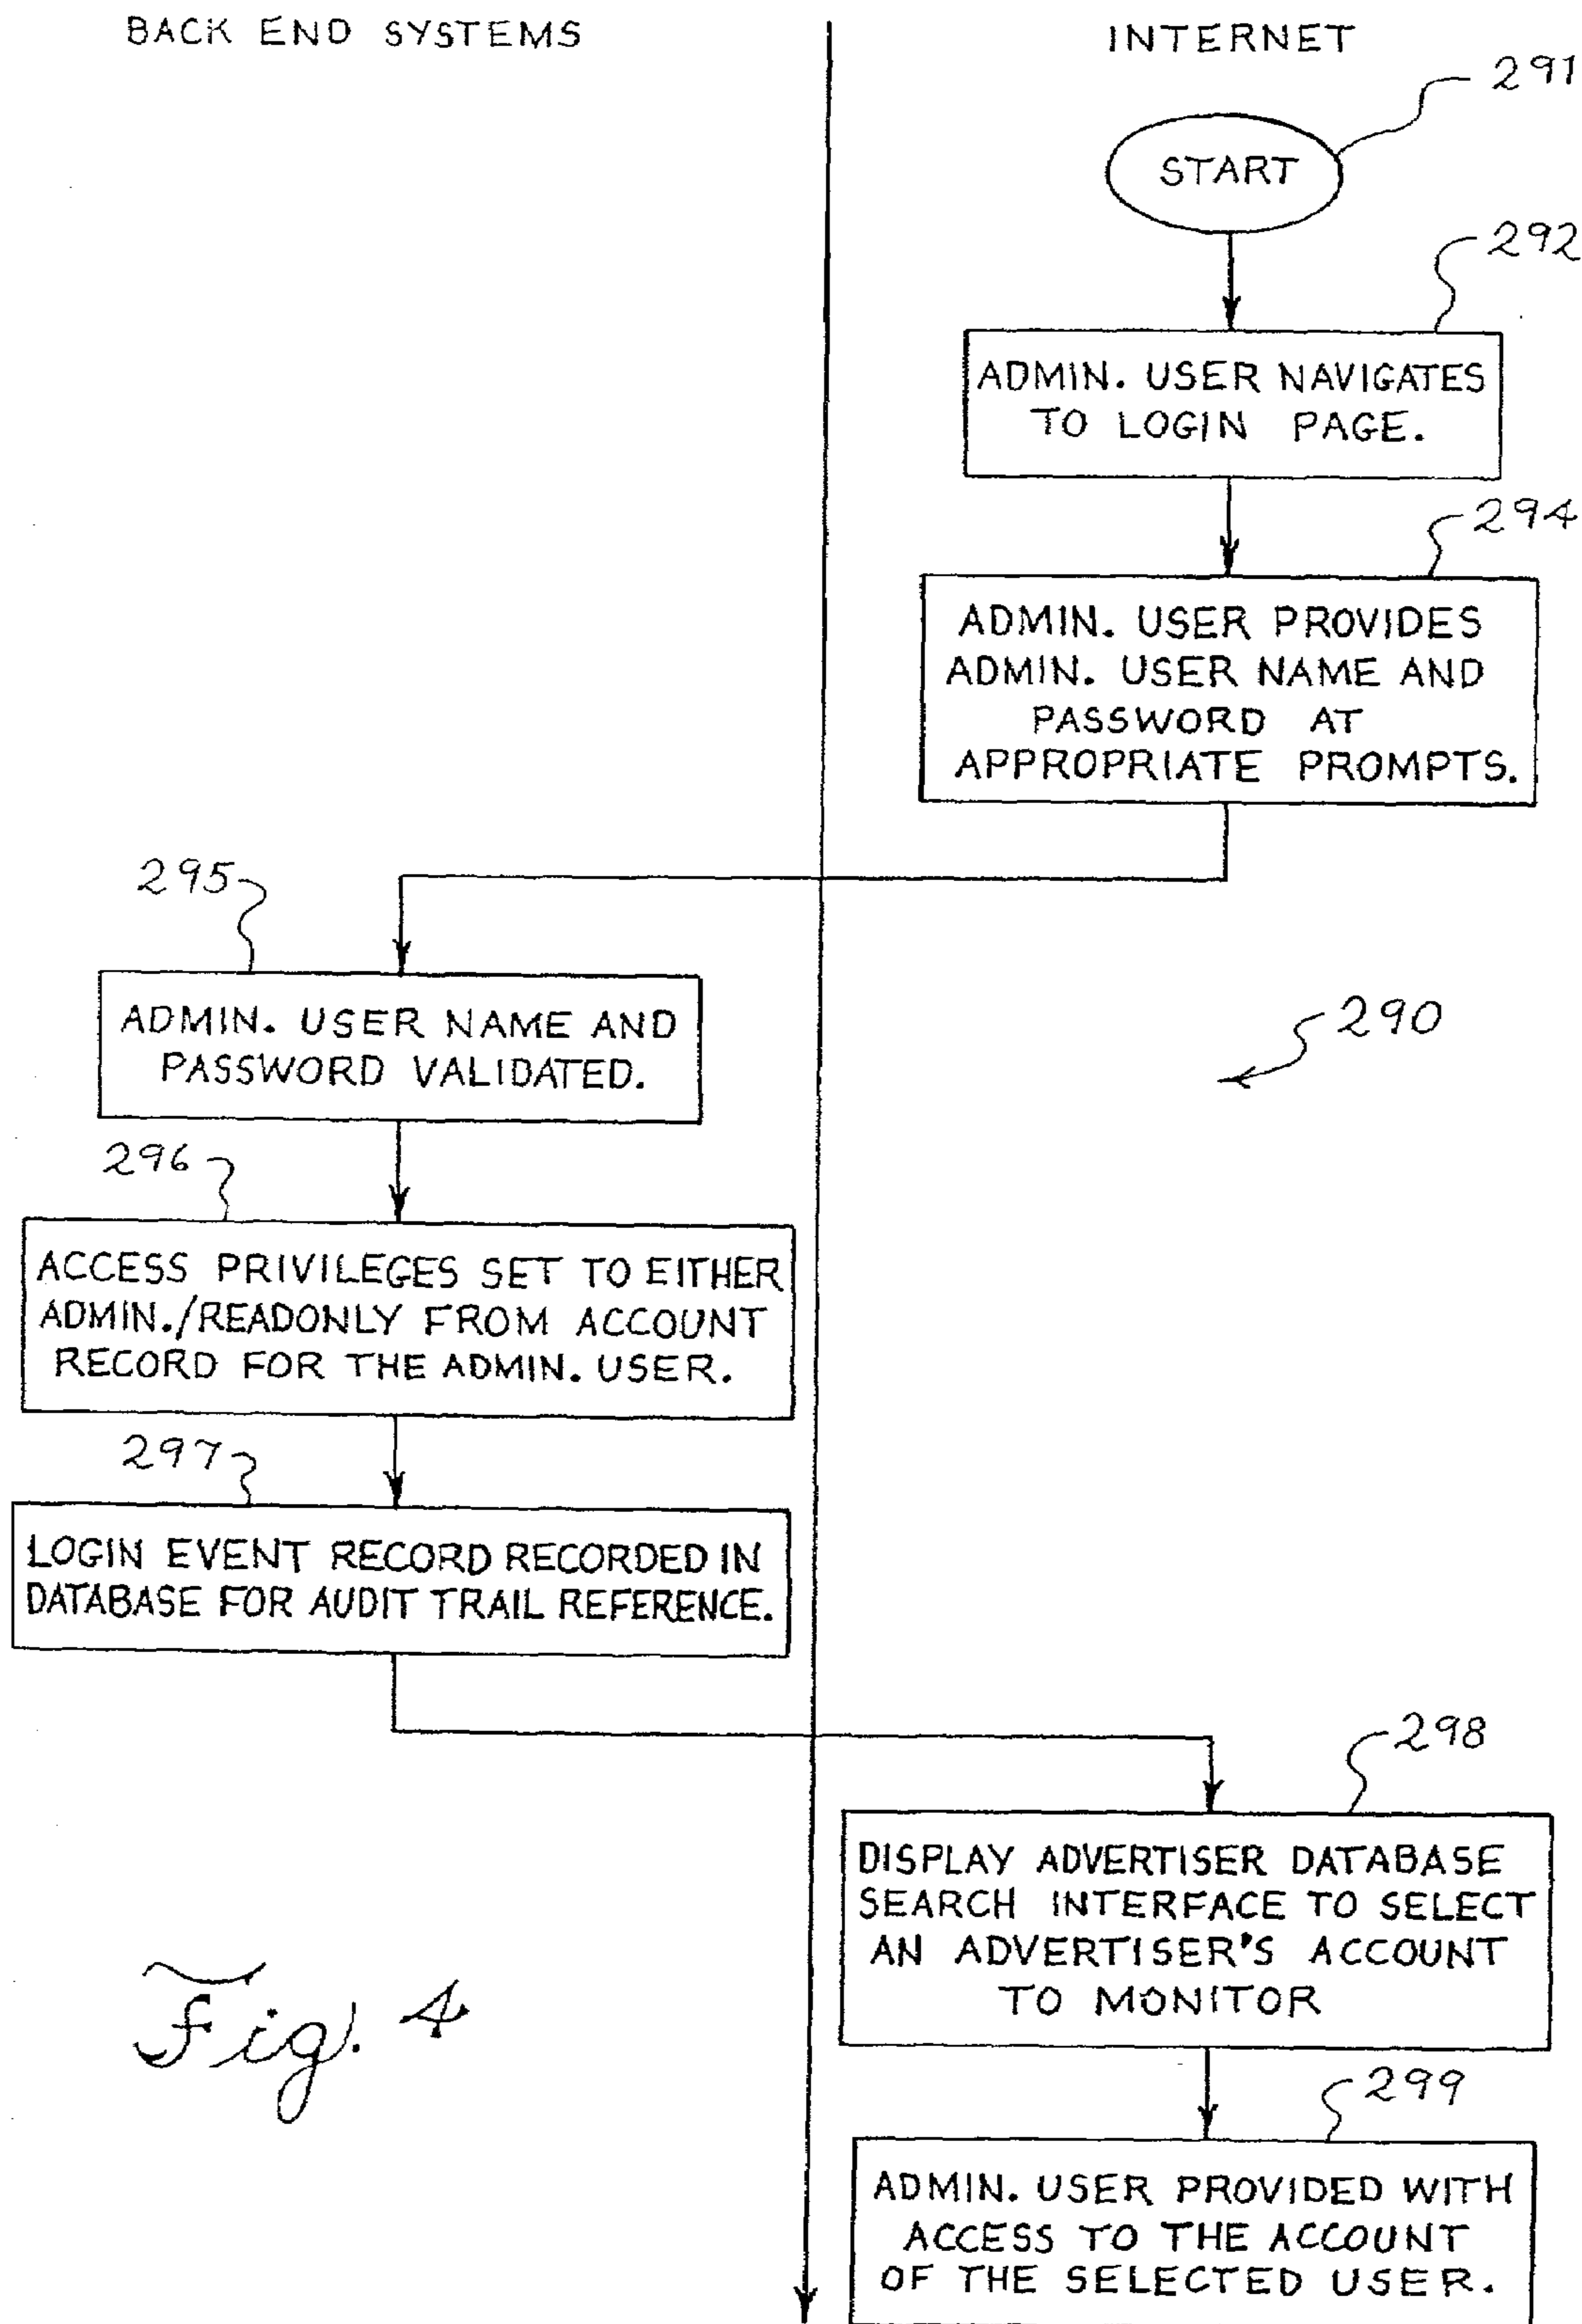 BACK END SYSTEMS
INTERNET
291
START
292
ADMIN. USER NAVIGATES
TO LOGIN PAGE.
294
ADMIN. USER PROVIDES
ADMIN. USER NAME AND
PASSWORD AT
APPROPRIATE PROMPTS.
295
ADMIN. USER NAME AND
PASSWORD VALIDATED.
290
296
ACCESS PRIVILEGES SET TO EITHER
ADMIN./READONLY FROM ACCOUNT
RECORD FOR THE ADMIN. USER.
297
LOGIN EVENT RECORD RECORDED IN
DATABASE FOR AUDIT TRAIL REFERENCE.
298
DISPLAY ADVERTISER DATABASE
SEARCH INTERFACE TO SELECT
AN ADVERTISER'S ACCOUNT
TO MONITOR
Fig. 4
299
ADMIN. USER PROVIDED WITH
ACCESS TO THE ACCOUNT
OF THE SELECTED USER.